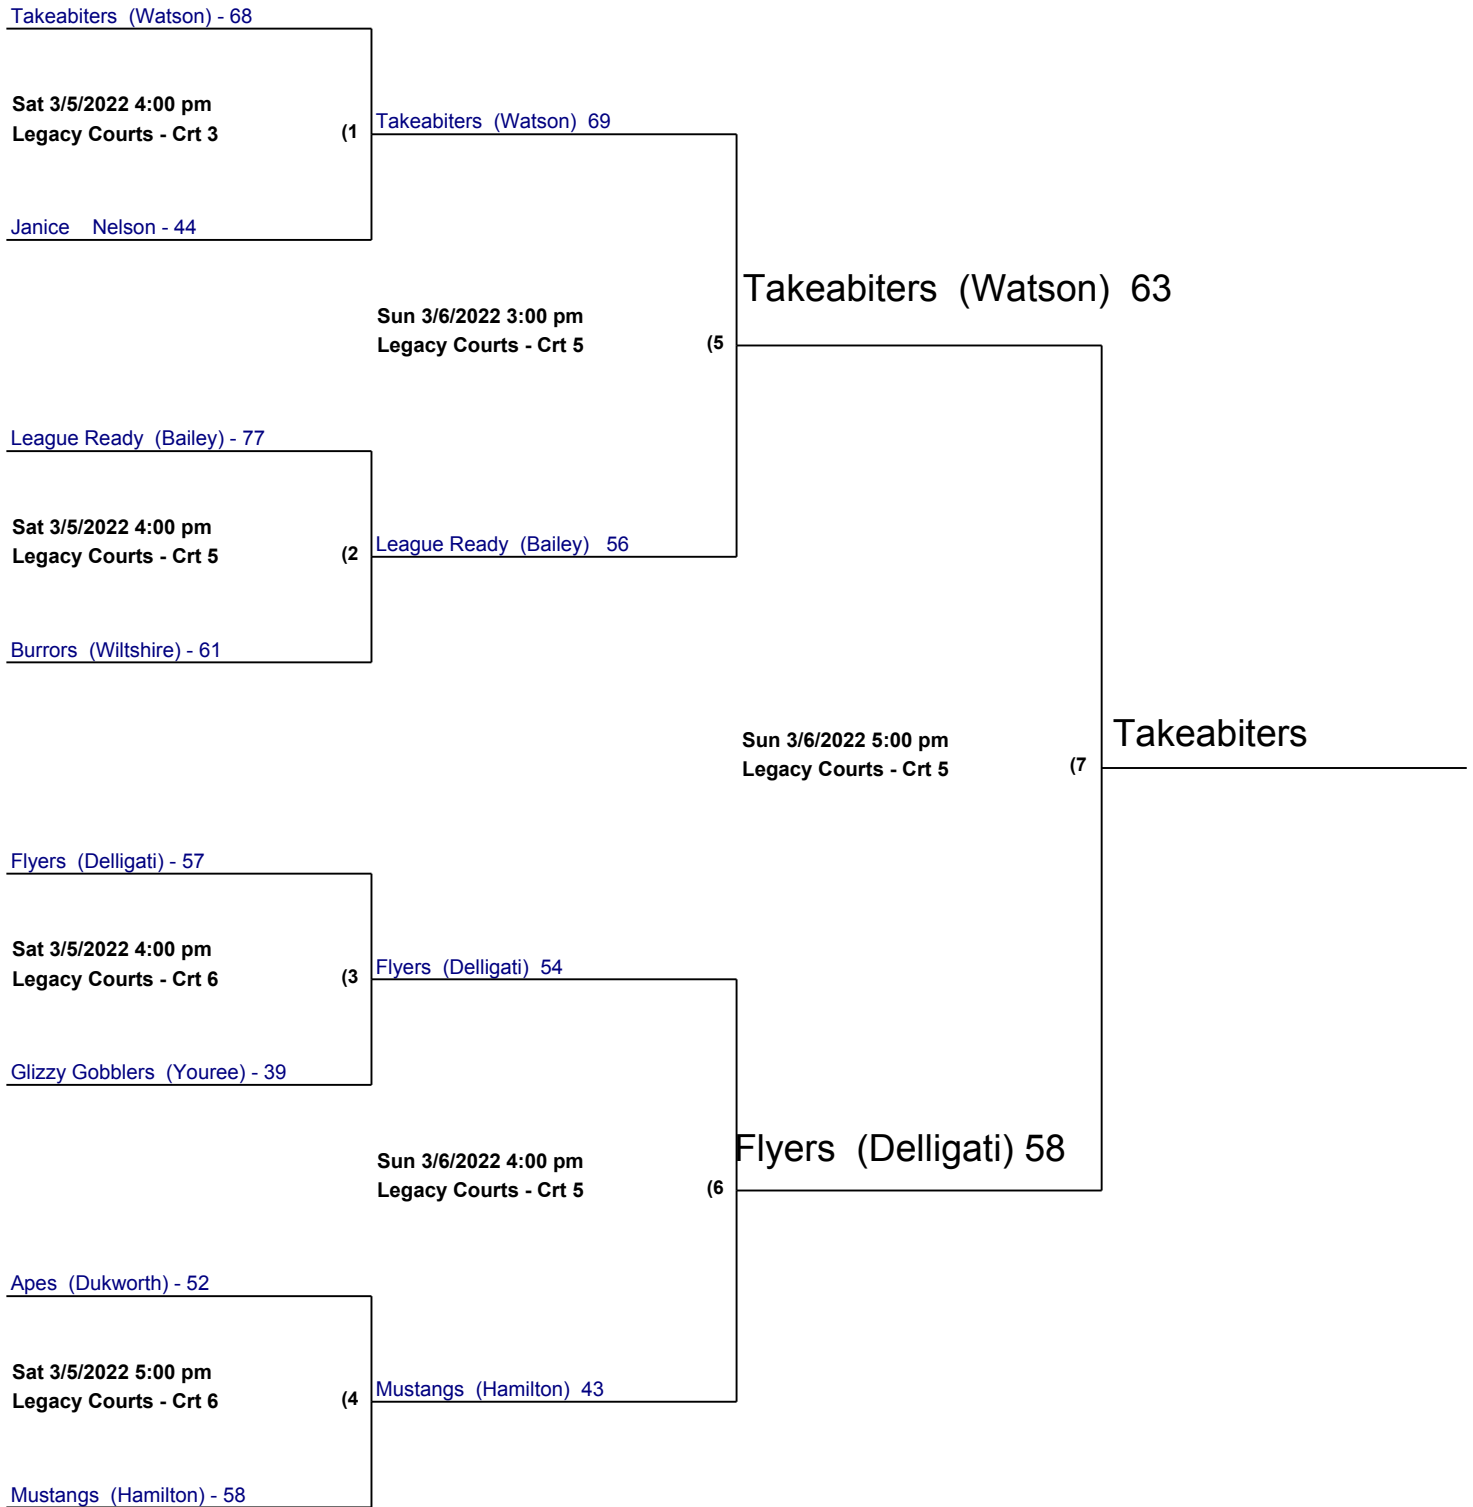 Takeabiters  (Watson) - 68
Sat 3/5/2022 4:00 pm
Legacy Courts - Crt 3
(1
Takeabiters  (Watson)  69
Janice    Nelson - 44
Takeabiters  (Watson)  63
Sun 3/6/2022 3:00 pm
Legacy Courts - Crt 5
(5
League Ready  (Bailey) - 77
Sat 3/5/2022 4:00 pm
Legacy Courts - Crt 5
(2
League Ready  (Bailey)   56
Burrors  (Wiltshire) - 61
Sun 3/6/2022 5:00 pm
Legacy Courts - Crt 5
(7
Takeabiters
Flyers  (Delligati) - 57
Sat 3/5/2022 4:00 pm
Legacy Courts - Crt 6
(3
Flyers  (Delligati)  54
Glizzy Gobblers  (Youree) - 39
Sun 3/6/2022 4:00 pm
Legacy Courts - Crt 5
(6
Flyers  (Delligati) 58
Apes  (Dukworth) - 52
Sat 3/5/2022 5:00 pm
Legacy Courts - Crt 6
(4
Mustangs  (Hamilton)  43
Mustangs  (Hamilton) - 58